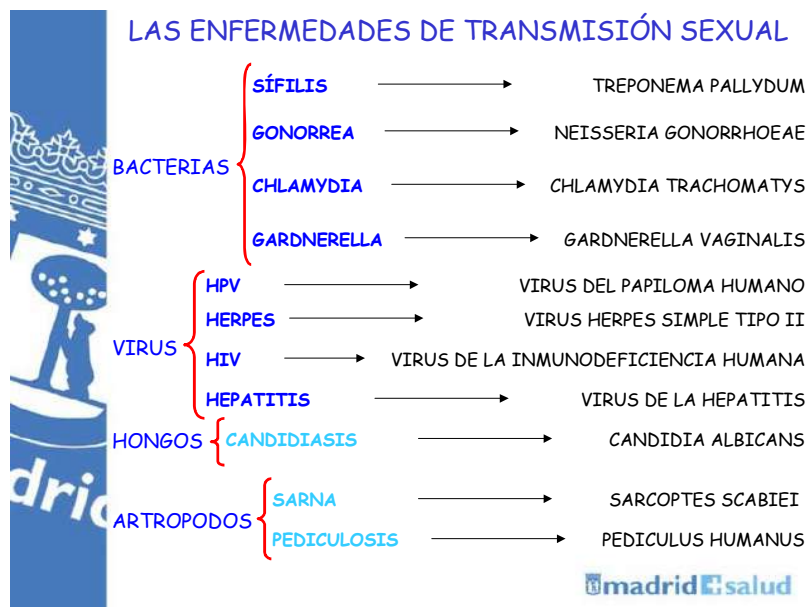 LAS ENFERMEDADES DE TRANSMISIÓN SEXUAL
BACTERIAS
SÍFILIS TREPONEMA PALLYDUM
GONORREA NEISSERIA GONORRHOEAE
CHLAMYDIA CHLAMYDIA TRACHOMATYS
GARDNERELLA GARDNERELLA VAGINALIS
VIRUS
HPV VIRUS DEL PAPILOMA HUMANO
HERPES VIRUS HERPES SIMPLE TIPO II
HIV VIRUS DE LA INMUNODEFICIENCIA HUMANA
HEPATITIS VIRUS DE LA HEPATITIS
HONGOS CANDIDIASIS CANDIDIA ALBICANS
ARTROPODOS
SARNA SARCOPTES SCABIEI
PEDICULOSIS PEDICULUS HUMANUS
dric
madrid salud